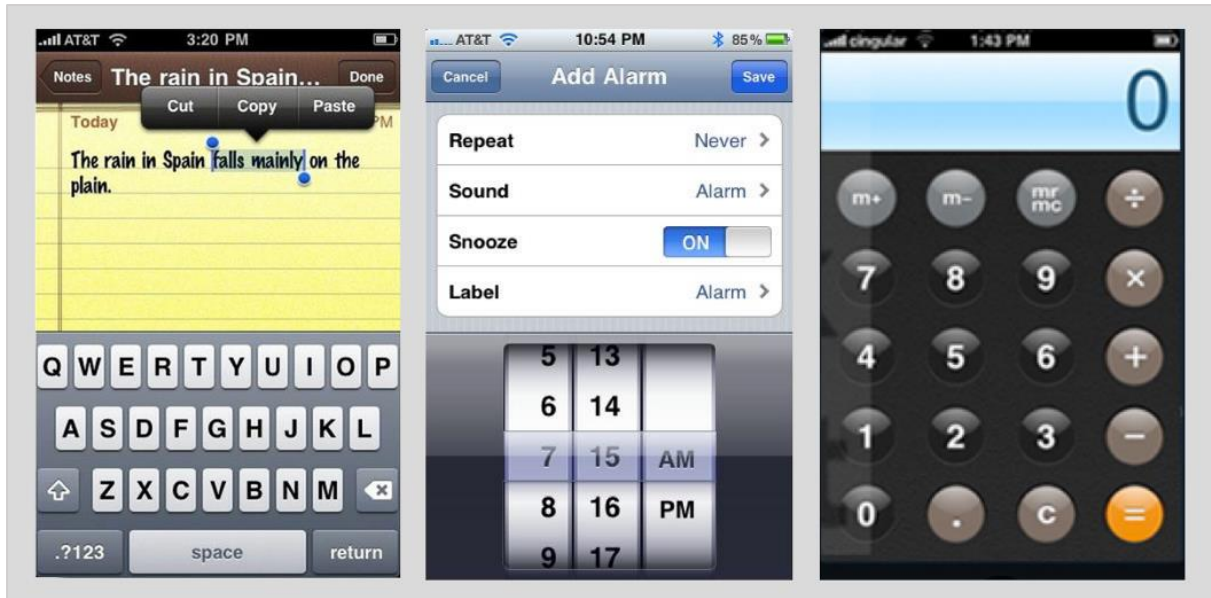 AT&T 3:20 PM
Notes The rain in Spain... Done
Cut Copy Paste
Today PM
The rain in Spain falls mainly on the
plain.
Q W E R T Y U I O P
A S D F G H J K L
Z X C V B N M
.?123 space return
AT&T 10:54 PM 85%
Cancel Add Alarm Save
Repeat Never
Sound Alarm
Snooze ON
Label Alarm
5 13
6 14
7 15 AM
8 16 PM
9 17
cingular 1:43 PM
0
m+ m- mr mc ÷
7 8 9 ×
4 5 6 +
1 2 3 −
0 . c =